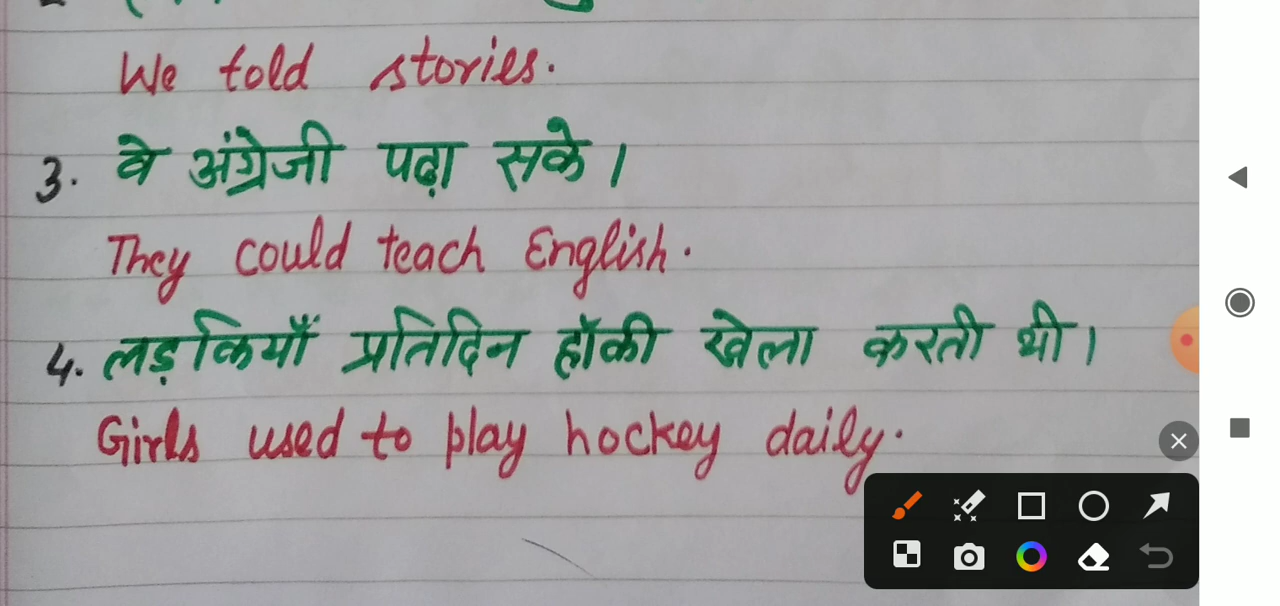 We told stories.
3. वे अंग्रेजी पढ़ा सके।
They could teach English.
4. लड़कियाँ प्रतिदिन हॉकी खेला करती थी।
Girls used to play hockey daily.